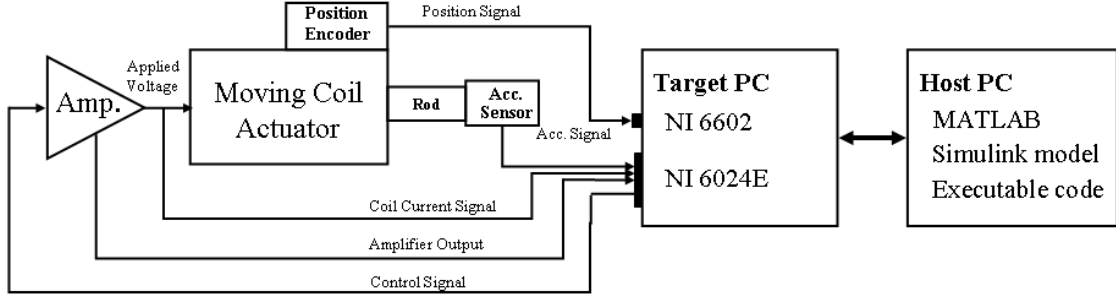 Position
Encoder
Position Signal
Applied
Voltage
Amp.
Moving Coil
Actuator
Rod
Acc.
Sensor
Acc. Signal
Target PC
NI 6602
NI 6024E
Host PC
MATLAB
Simulink model
Executable code
Coil Current Signal
Amplifier Output
Control Signal